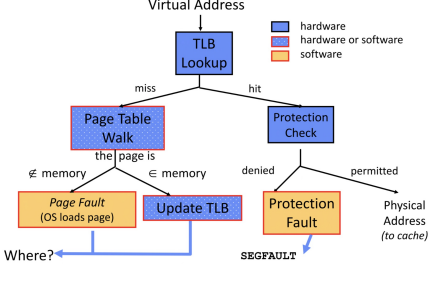 Virtual Address
hardware
hardware or software
software
TLB
Lookup
miss
hit
Page Table
Walk
Protection
Check
the page is
∉ memory
∈ memory
denied
permitted
Page Fault
(OS loads page)
Update TLB
Protection
Fault
Physical
Address
(to cache)
Where?
SEGFAULT